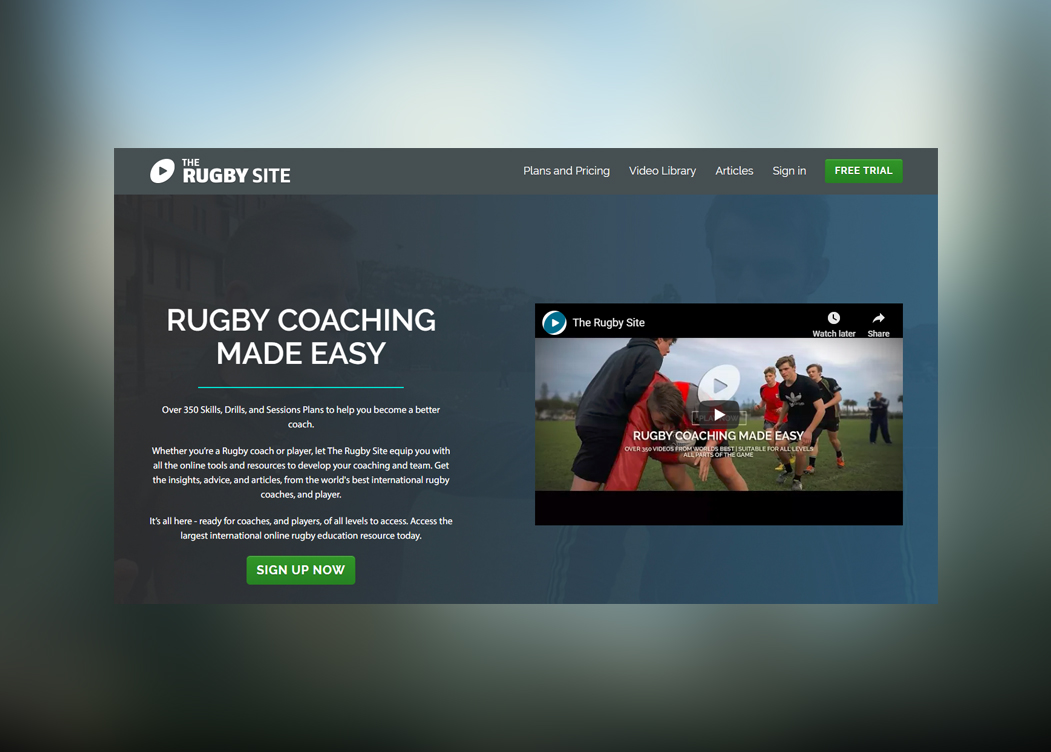 THE
RUGBY SITE
Plans and Pricing Video Library Articles Sign in FREE TRIAL
RUGBY COACHING
MADE EASY
Over 350 Skills, Drills, and Sessions Plans to help you become a better
coach.
Whether you're a Rugby coach or player, let The Rugby Site equip you with
all the online tools and resources to develop your coaching and team. Get
the insights, advice, and articles, from the world's best international rugby
coaches, and player.
It's all here - ready for coaches, and players, of all levels to access. Access the
largest international online rugby education resource today.
SIGN UP NOW
The Rugby Site
Watch later Share
RUGBY COACHING MADE EASY
OVER 350 VIDEOS FROM WORLDS BEST | SUITABLE FOR ALL LEVELS
ALL PARTS OF THE GAME